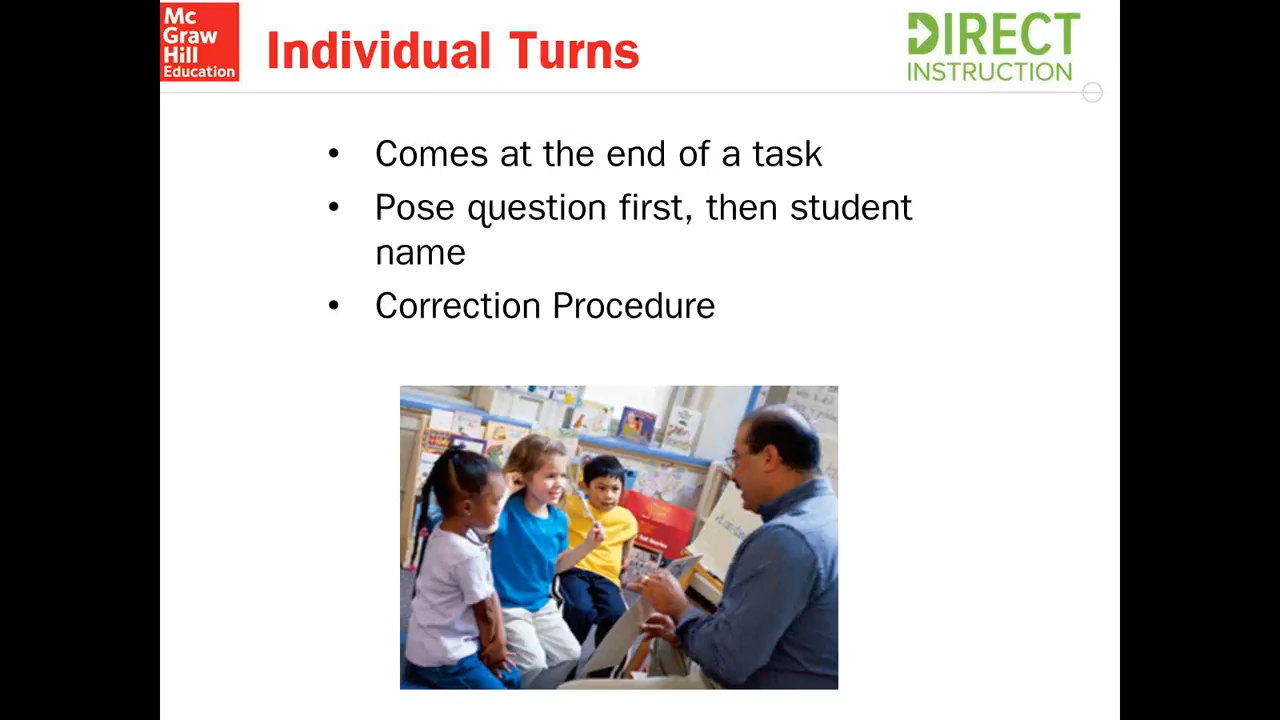 Mc
Graw
Hill
Education
Individual Turns
DIRECT
INSTRUCTION
• Comes at the end of a task
• Pose question first, then student
name
• Correction Procedure